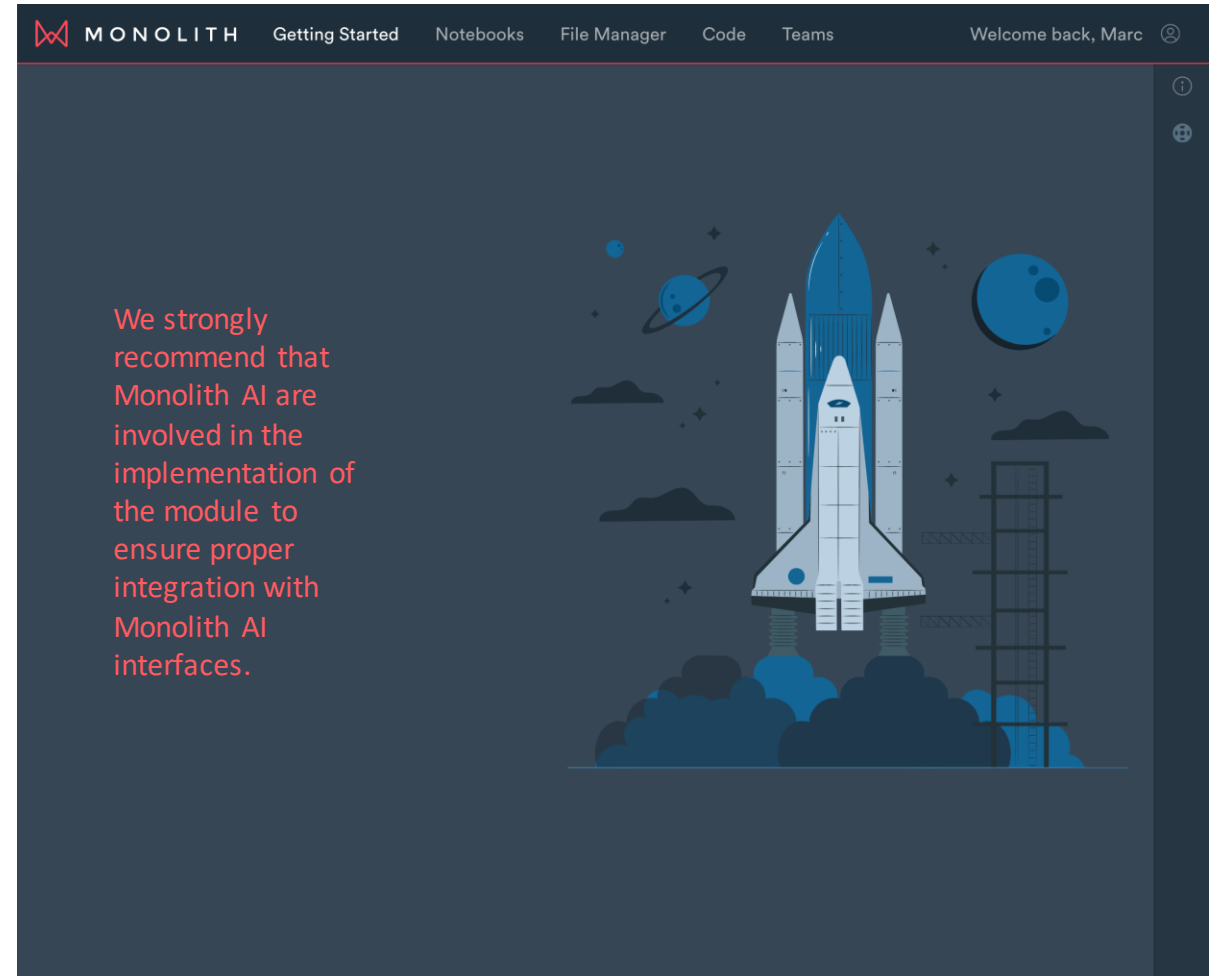 MONOLITH Getting Started Notebooks File Manager Code Teams Welcome back, Marc
We strongly
recommend that
Monolith AI are
involved in the
implementation of
the module to
ensure proper
integration with
Monolith AI
interfaces.